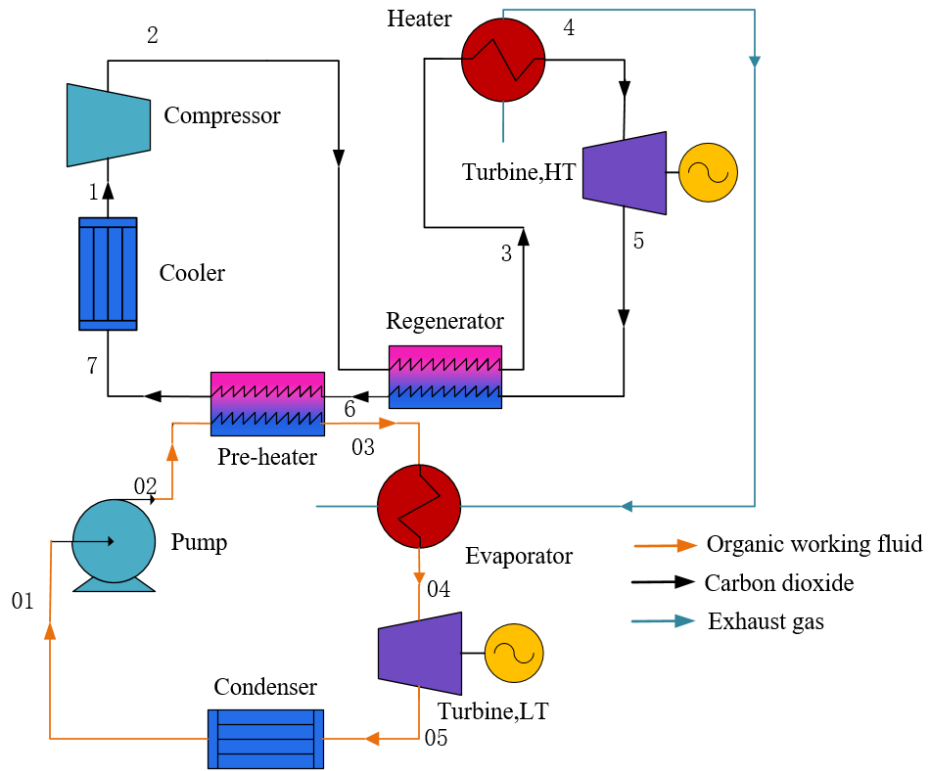 Heater
4
2
Compressor
Turbine,HT
1
3
5
Cooler
Regenerator
7
6
Pre-heater
03
02
Pump
Evaporator
Organic working fluid
Carbon dioxide
Exhaust gas
01
04
Condenser
Turbine,LT
05